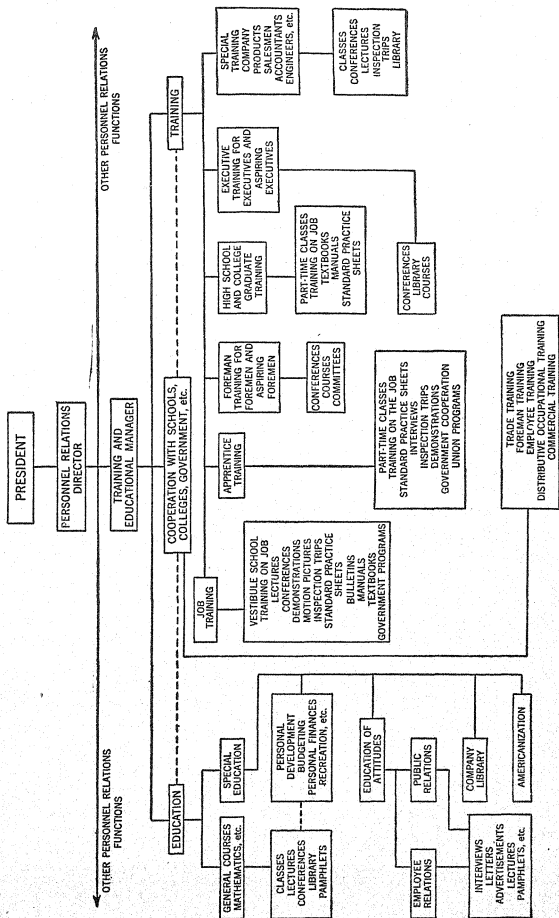 PRESIDENT
PERSONNEL RELATIONS
DIRECTOR
OTHER PERSONNEL RELATIONS
FUNCTIONS
OTHER PERSONNEL RELATIONS
FUNCTIONS
TRAINING AND
EDUCATIONAL MANAGER
EDUCATION
COOPERATION WITH SCHOOLS,
COLLEGES, GOVERNMENT, etc.
TRAINING
GENERAL COURSES
MATHEMATICS, etc.
SPECIAL
EDUCATION
CLASSES
LECTURES
CONFERENCES
LIBRARY
PAMPHLETS
PERSONAL
DEVELOPMENT
BUDGETING
PERSONAL FINANCES
RECREATION, etc.
EDUCATION OF
ATTITUDES
EMPLOYEE
RELATIONS
PUBLIC
RELATIONS
INTERVIEWS
LETTERS
ADVERTISEMENTS
LECTURES
PAMPHLETS, etc.
COMPANY
LIBRARY
AMERICANIZATION
JOB
TRAINING
VESTIBULE SCHOOL
TRAINING ON JOB
LECTURES
CONFERENCES
DEMONSTRATIONS
MOTION PICTURES
INSPECTION TRIPS
STANDARD PRACTICE
SHEETS
BULLETINS
MANUALS
TEXTBOOKS
GOVERNMENT PROGRAMS
APPRENTICE
TRAINING
PART-TIME CLASSES
TRAINING ON THE JOB
STANDARD PRACTICE SHEETS
INTERVIEWS
INSPECTION TRIPS
DEMONSTRATIONS
GOVERNMENT COOPERATION
UNION PROGRAMS
FOREMAN
TRAINING FOR
FOREMEN AND
ASPIRING
FOREMEN
CONFERENCES
COURSES
COMMITTEES
HIGH SCHOOL
AND COLLEGE
GRADUATE
TRAINING
PART-TIME CLASSES
TRAINING ON JOB
TEXTBOOKS
MANUALS
STANDARD PRACTICE
SHEETS
EXECUTIVE
TRAINING FOR
EXECUTIVES AND
ASPIRING
EXECUTIVES
CONFERENCES
LIBRARY
COURSES
SPECIAL
TRAINING
COMPANY
PRODUCTS
SALESMEN
ACCOUNTANTS
ENGINEERS, etc.
CLASSES
CONFERENCES
LECTURES
INSPECTION
TRIPS
LIBRARY
TRADE TRAINING
FOREMAN TRAINING
EMPLOYEE TRAINING
DISTRIBUTIVE OCCUPATIONAL TRAINING
COMMERCIAL TRAINING